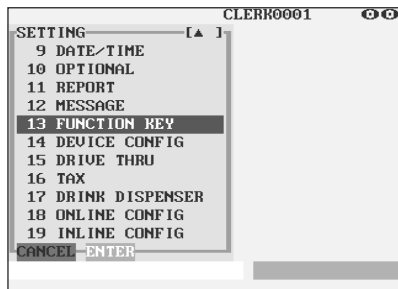 CLERK0001
SETTING [▲ ]
9 DATE/TIME
10 OPTIONAL
11 REPORT
12 MESSAGE
13 FUNCTION KEY
14 DEVICE CONFIG
15 DRIVE THRU
16 TAX
17 DRINK DISPENSER
18 ONLINE CONFIG
19 INLINE CONFIG
CANCEL ENTER